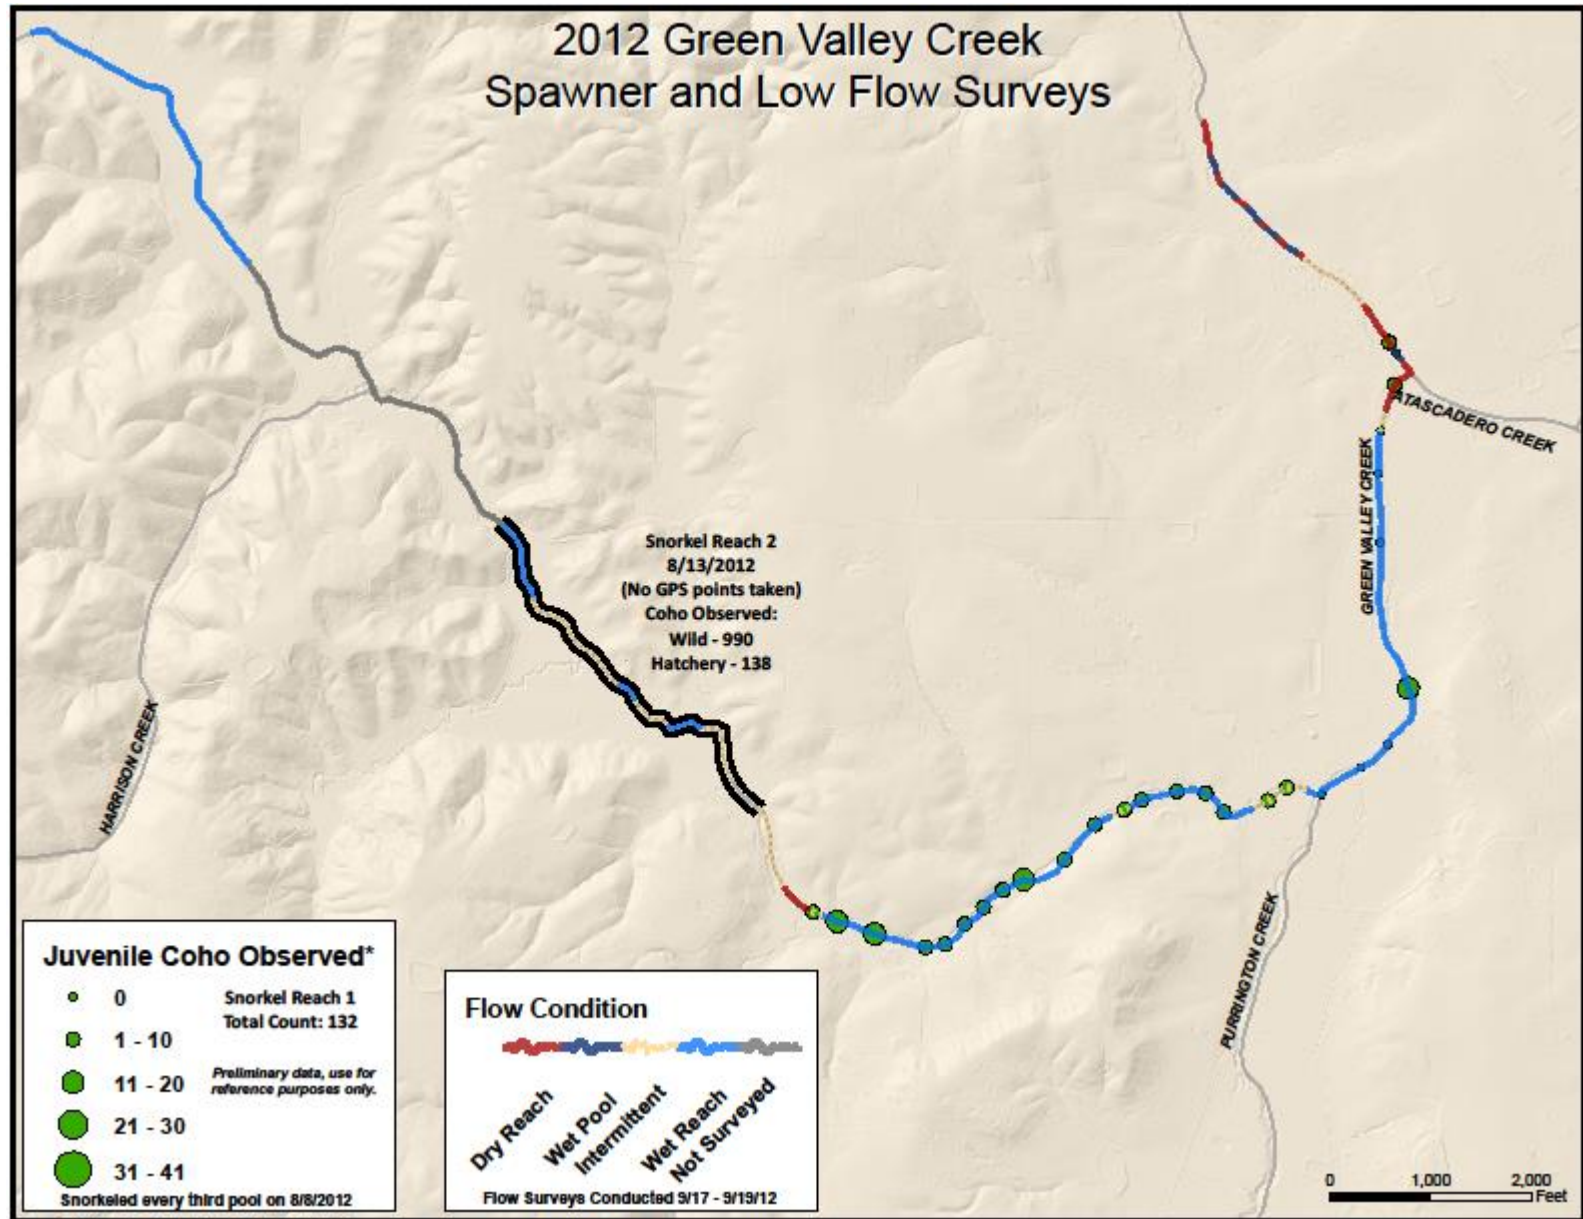 2012 Green Valley Creek
Spawner and Low Flow Surveys
ATASCADERO CREEK
GREEN VALLEY CREEK
Snorkel Reach 2
8/13/2012
(No GPS points taken)
Coho Observed:
Wild - 990
Hatchery - 138
HARRISON CREEK
PURRINGTON CREEK
Juvenile Coho Observed*
0
1 - 10
11 - 20
21 - 30
31 - 41
Snorkel Reach 1
Total Count: 132
Preliminary data, use for
reference purposes only.
Snorkeled every third pool on 8/8/2012
Flow Condition
Dry Reach
Wet Pool
Intermittent
Wet Reach
Not Surveyed
Flow Surveys Conducted 9/17 - 9/19/12
0 1,000 2,000
Feet